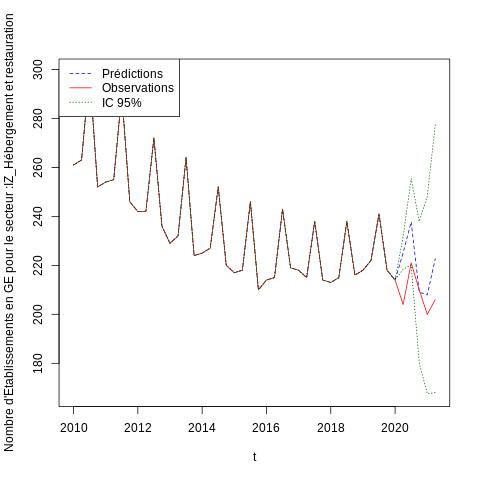 Nombre d'Etablissements en GE pour le secteur :IZ_Hébergement et restauration
300
280
260
240
220
200
180
Prédictions
Observations
IC 95%
2010 2012 2014 2016 2018 2020
t